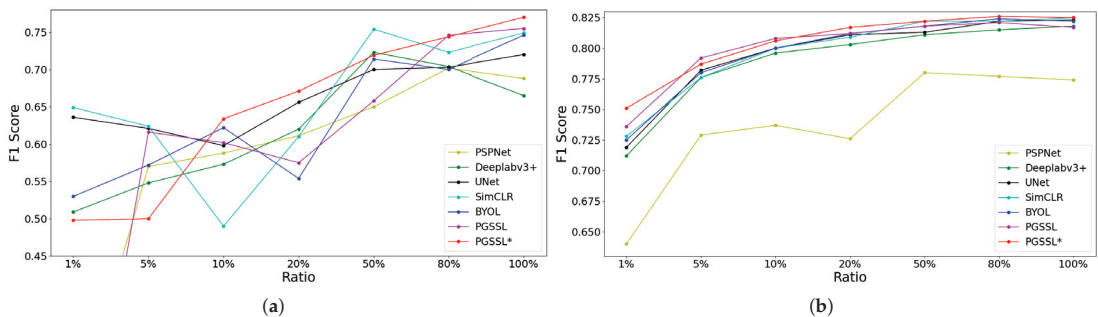 0.75
0.70
0.65
0.60
0.55
0.50
0.45
F1 Score
1% 5% 10% 20% 50% 80% 100%
Ratio
PSPNet
Deeplabv3+
UNet
SimCLR
BYOL
PGSSL
PGSSL*
(a)
0.825
0.800
0.775
0.750
0.725
0.700
0.675
0.650
F1 Score
1% 5% 10% 20% 50% 80% 100%
Ratio
PSPNet
Deeplabv3+
UNet
SimCLR
BYOL
PGSSL
PGSSL*
(b)